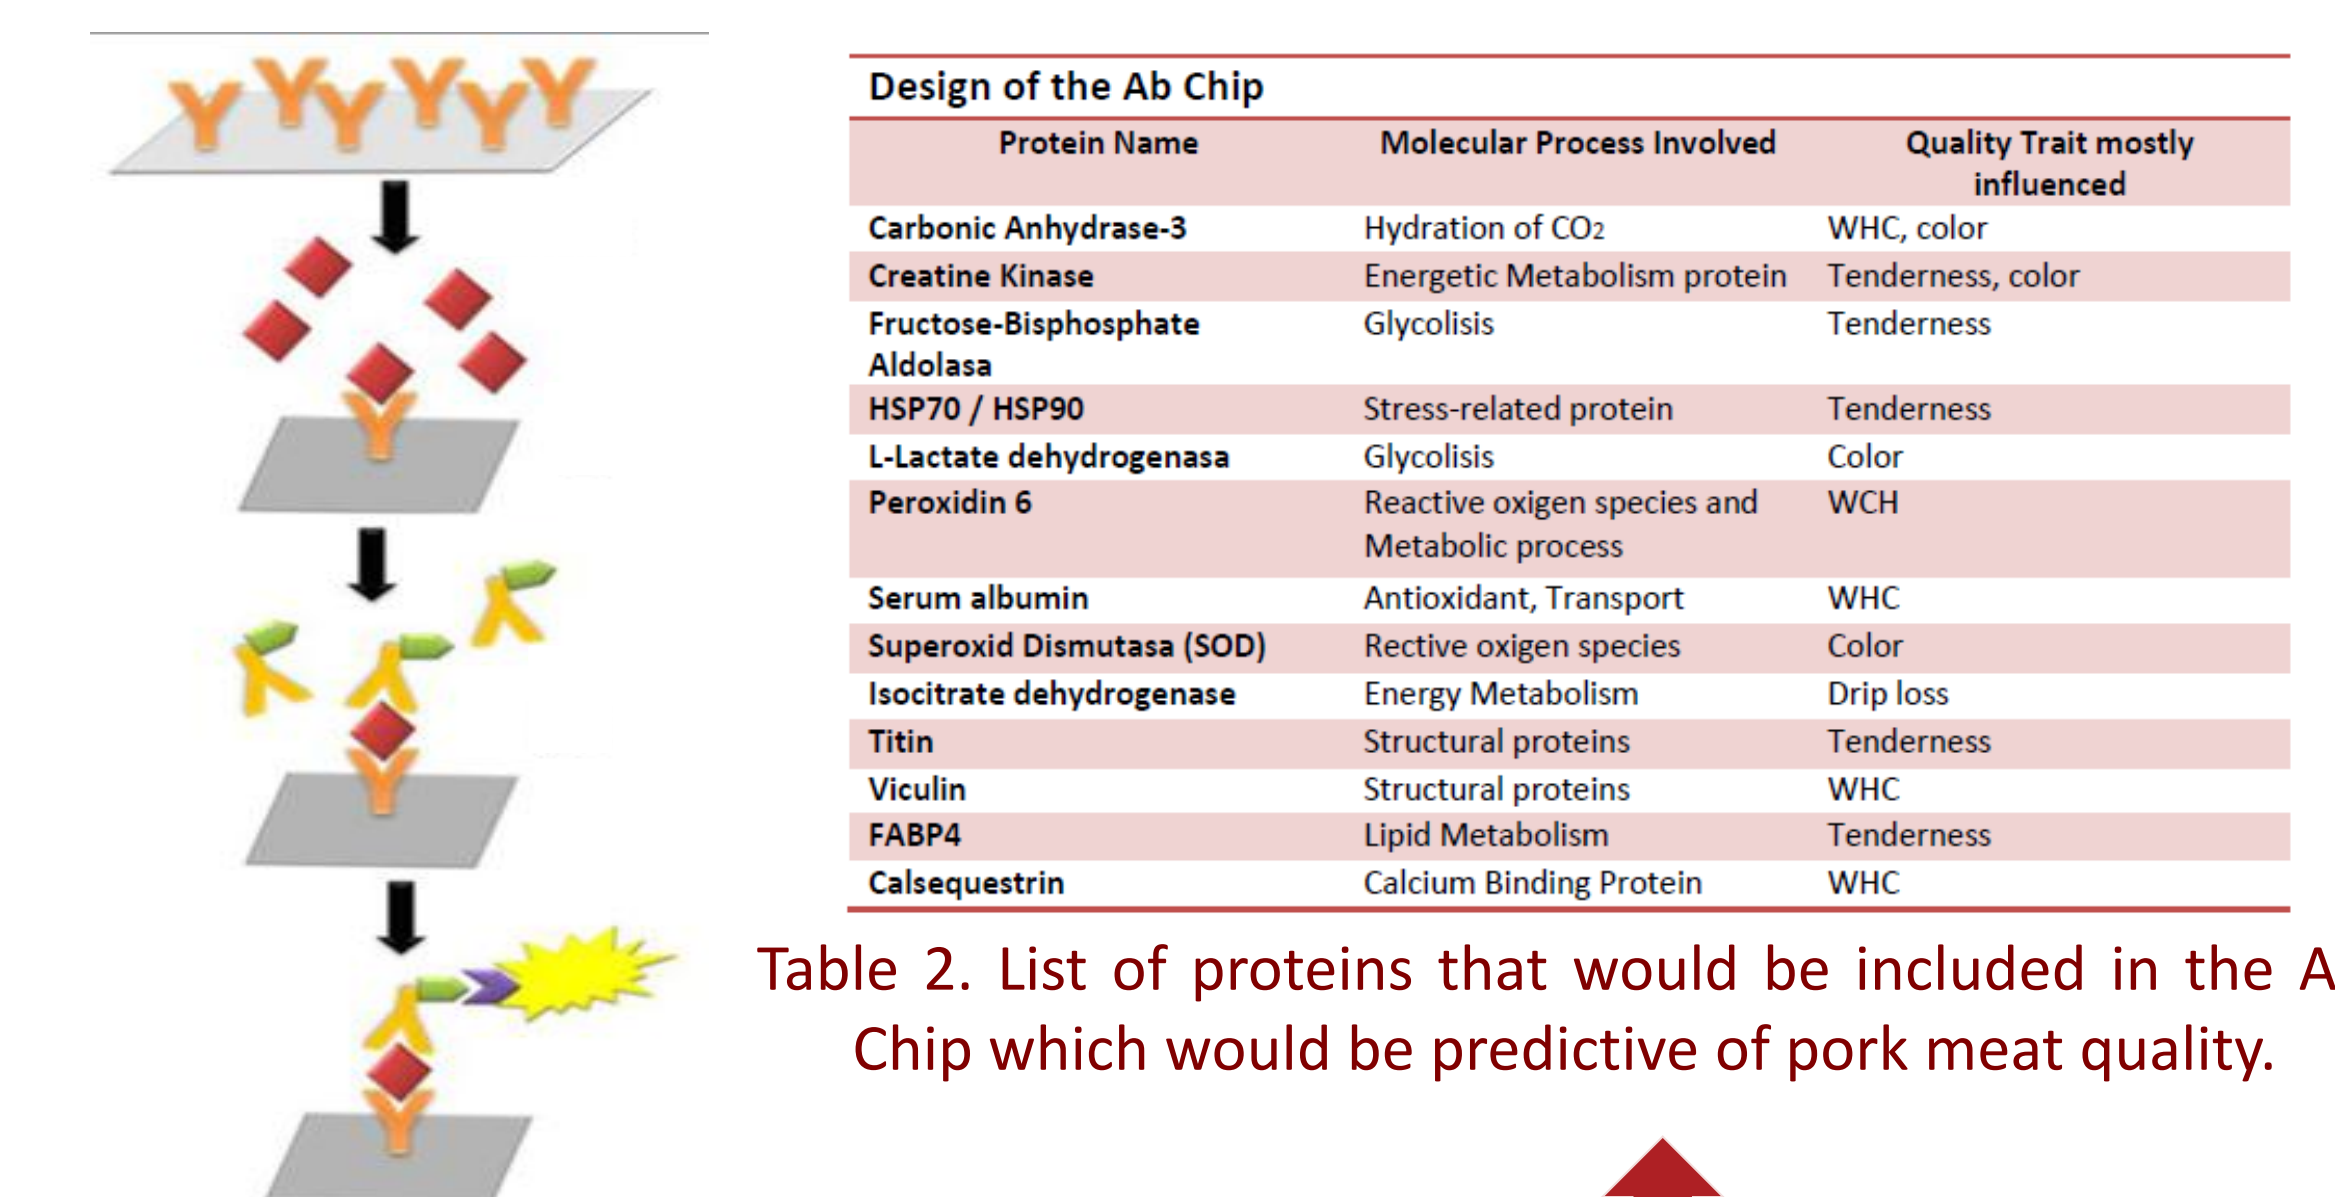 Design of the Ab Chip
Protein Name Molecular Process Involved Quality Trait mostly
influenced
Carbonic Anhydrase-3 Hydration of CO2 WHC, color
Creatine Kinase Energetic Metabolism protein Tenderness, color
Fructose-Bisphosphate Glycolisis Tenderness
Aldolasa
HSP70 / HSP90 Stress-related protein Tenderness
L-Lactate dehydrogenasa Glycolisis Color
Peroxidin 6 Reactive oxigen species and WCH
Metabolic process
Serum albumin Antioxidant, Transport WHC
Superoxid Dismutasa (SOD) Rective oxigen species Color
Isocitrate dehydrogenase Energy Metabolism Drip loss
Titin Structural proteins Tenderness
Viculin Structural proteins WHC
FABP4 Lipid Metabolism Tenderness
Calsequestrin Calcium Binding Protein WHC
Table 2. List of proteins that would be included in the A
Chip which would be predictive of pork meat quality.